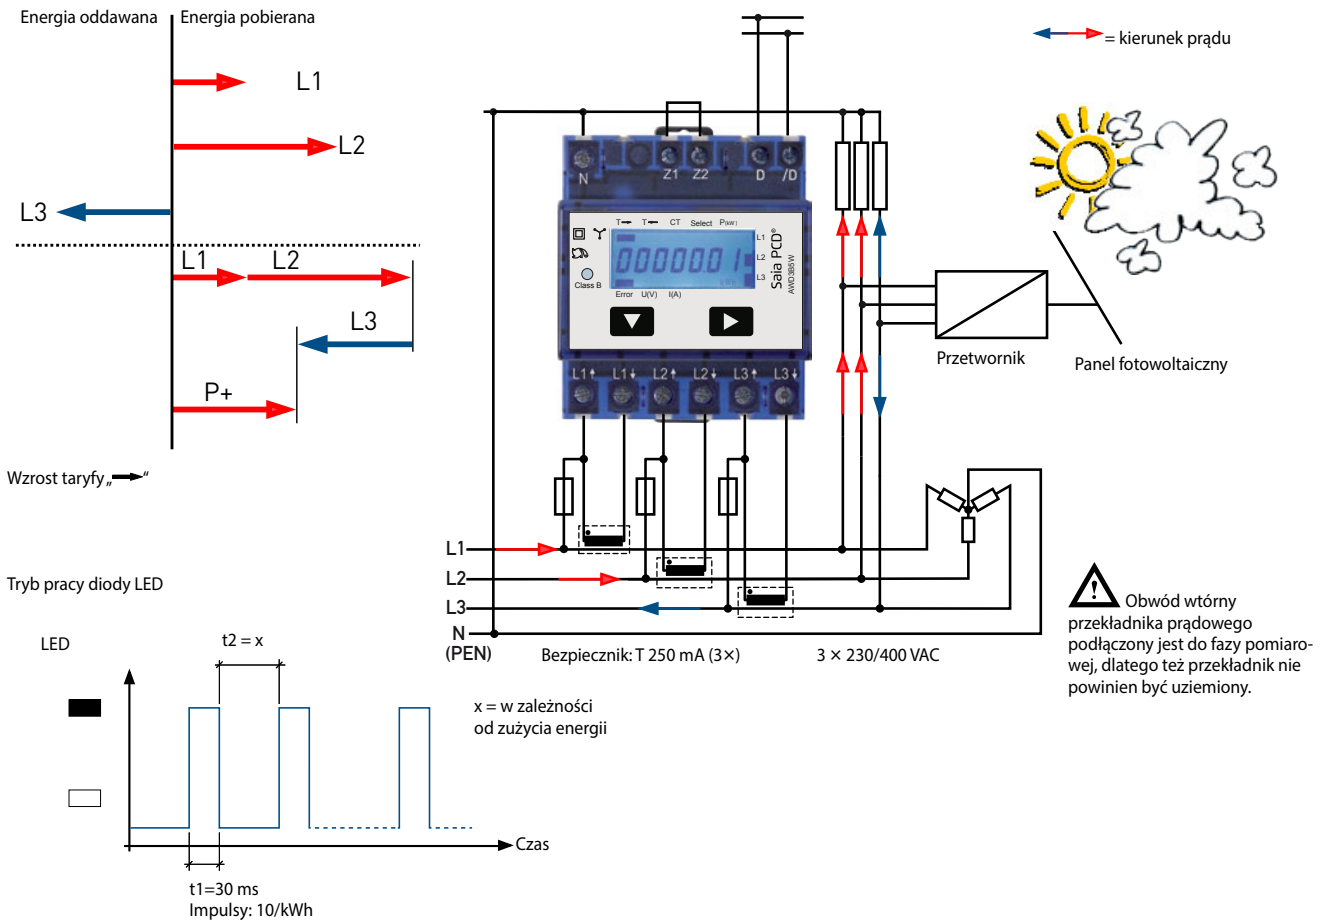 Energia oddawana
Energia pobierana
L1
L2
L3
L1
L2
L3
P+
Wzrost taryfy „ “
= kierunek prądu
N
Z1
Z2
D
/D
T
T
CT
Select
P(kW)
L1
L2
L3
0000001
kWh
Class B
Error
U(V)
I(A)
Saia PCD®
AWD3B5W
L1
L1
L2
L2
L3
L3
Przetwornik
Panel fotowoltaiczny
L1
L2
L3
N
(PEN)
Bezpiecznik: T 250 mA (3×)
3 × 230/400 VAC
! Obwód wtórny
przekładnika prądowego
podłączony jest do fazy pomiaro-
wej, dlatego też przekładnik nie
powinien być uziemiony.
Tryb pracy diody LED
LED
t2 = x
x = w zależności
od zużycia energii
Czas
t1=30 ms
Impulsy: 10/kWh